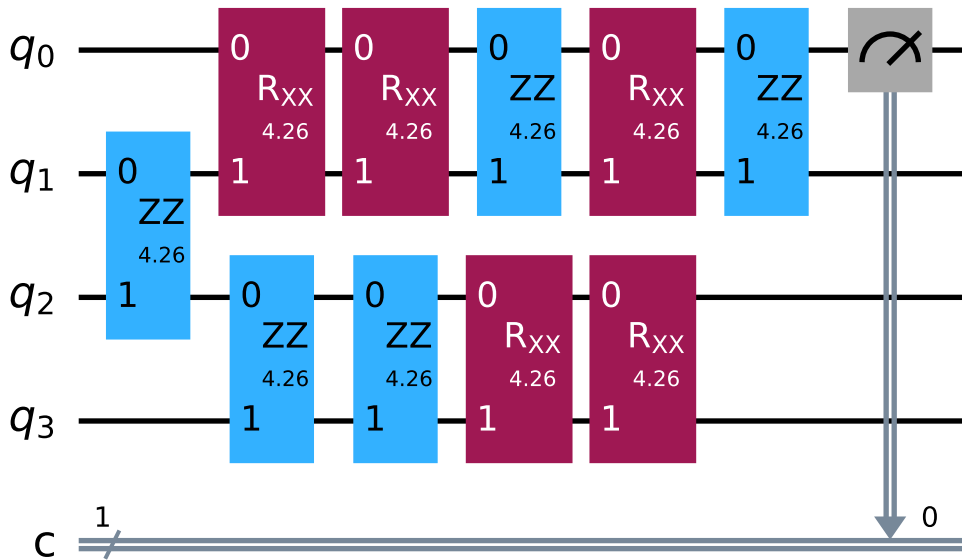 q0 0 0 0 0 0
RXX RXX ZZ RXX ZZ
4.26 4.26 4.26 4.26 4.26
q1 0 1 1 1 1 1
ZZ
4.26
q2 1 0 0 0 0
ZZ ZZ RXX RXX
4.26 4.26 4.26 4.26
q3 1 1 1 1
1 0
c